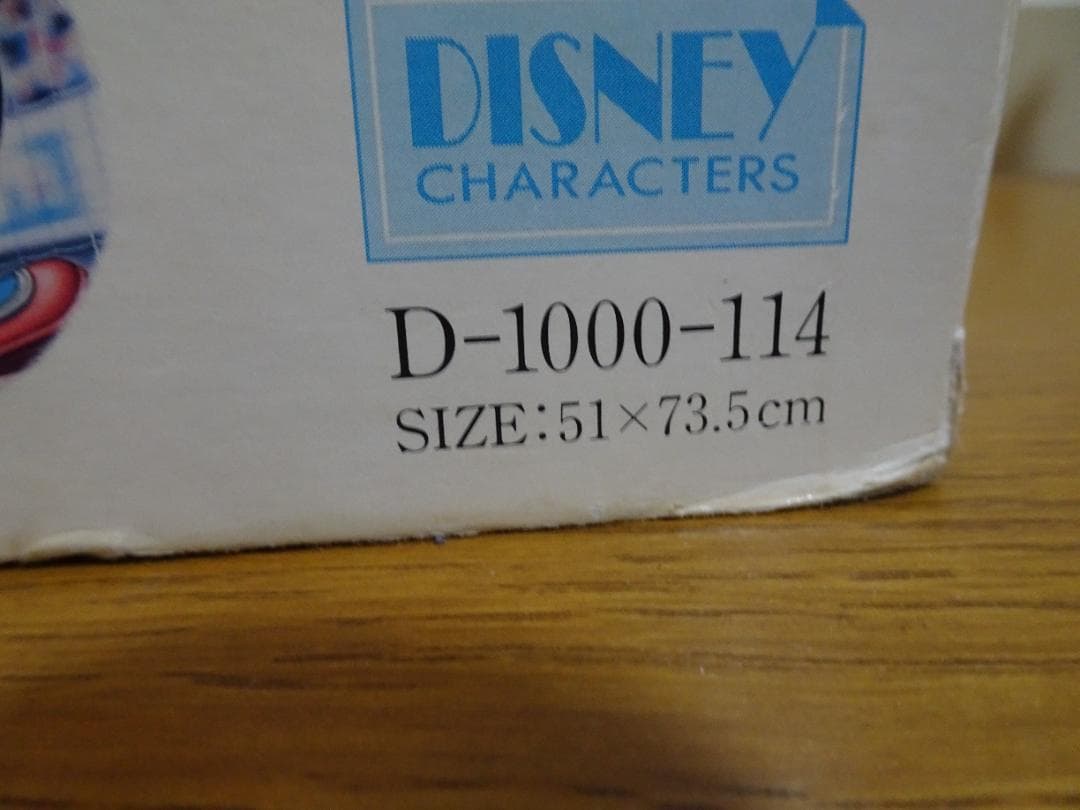 DISNEY
CHARACTERS
D-1000-114
SIZE:51×73.5cm